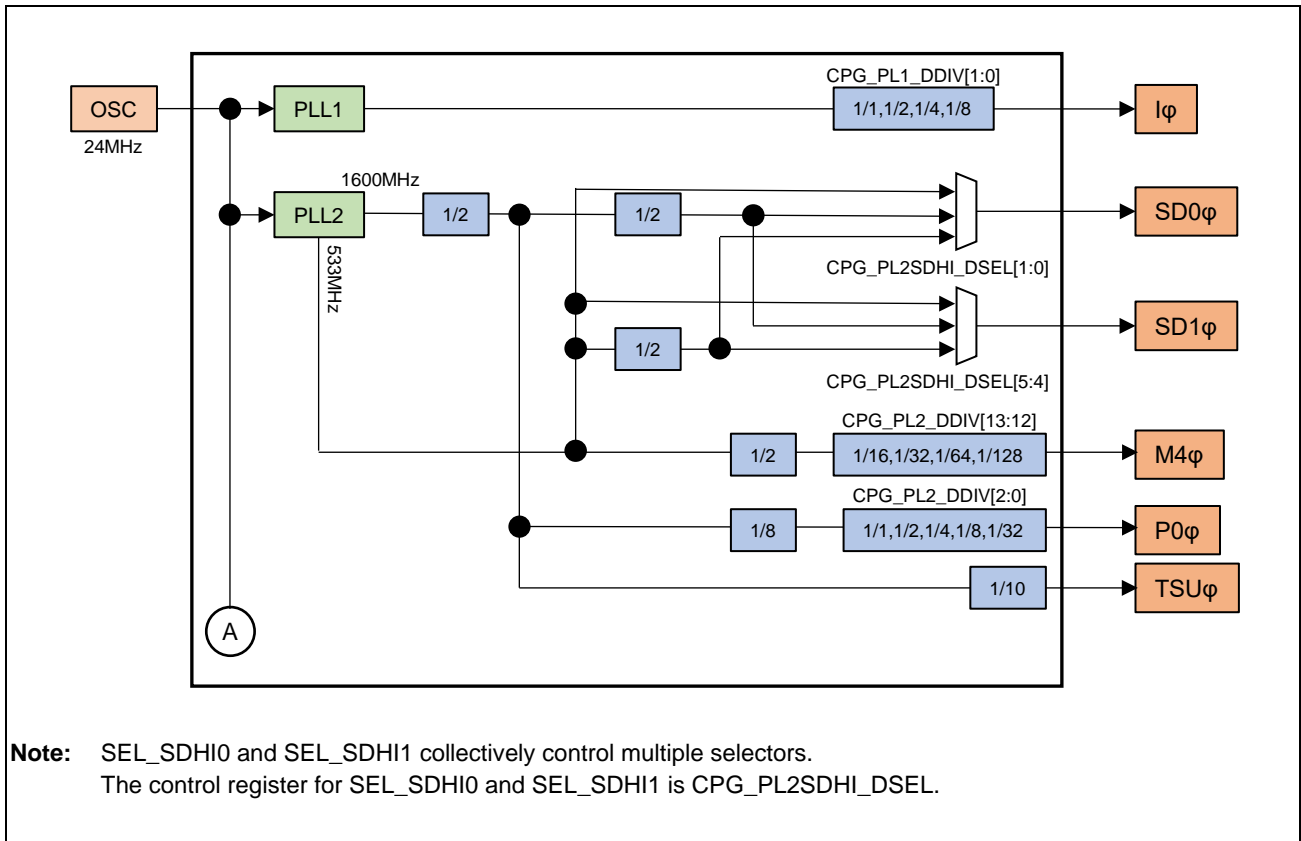 CPG_PL1_DDIV[1:0]
OSC
PLL1
1/1,1/2,1/4,1/8
Iφ
24MHz
1600MHz
PLL2
1/2
1/2
SD0φ
533MHz
CPG_PL2SDHI_DSEL[1:0]
1/2
SD1φ
CPG_PL2SDHI_DSEL[5:4]
CPG_PL2_DDIV[13:12]
1/2
1/16,1/32,1/64,1/128
M4φ
CPG_PL2_DDIV[2:0]
1/8
1/1,1/2,1/4,1/8,1/32
P0φ
1/10
TSUφ
A
Note: SEL_SDHI0 and SEL_SDHI1 collectively control multiple selectors.
The control register for SEL_SDHI0 and SEL_SDHI1 is CPG_PL2SDHI_DSEL.